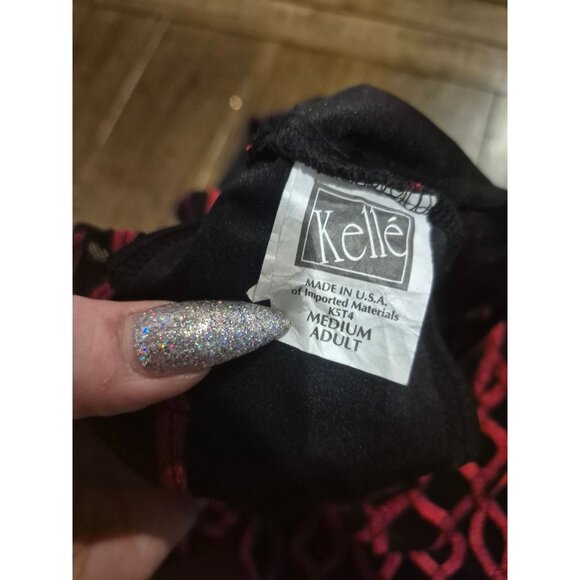 Kellé
MADE IN U.S.A.
of Imported Materials
K5T4
MEDIUM
ADULT